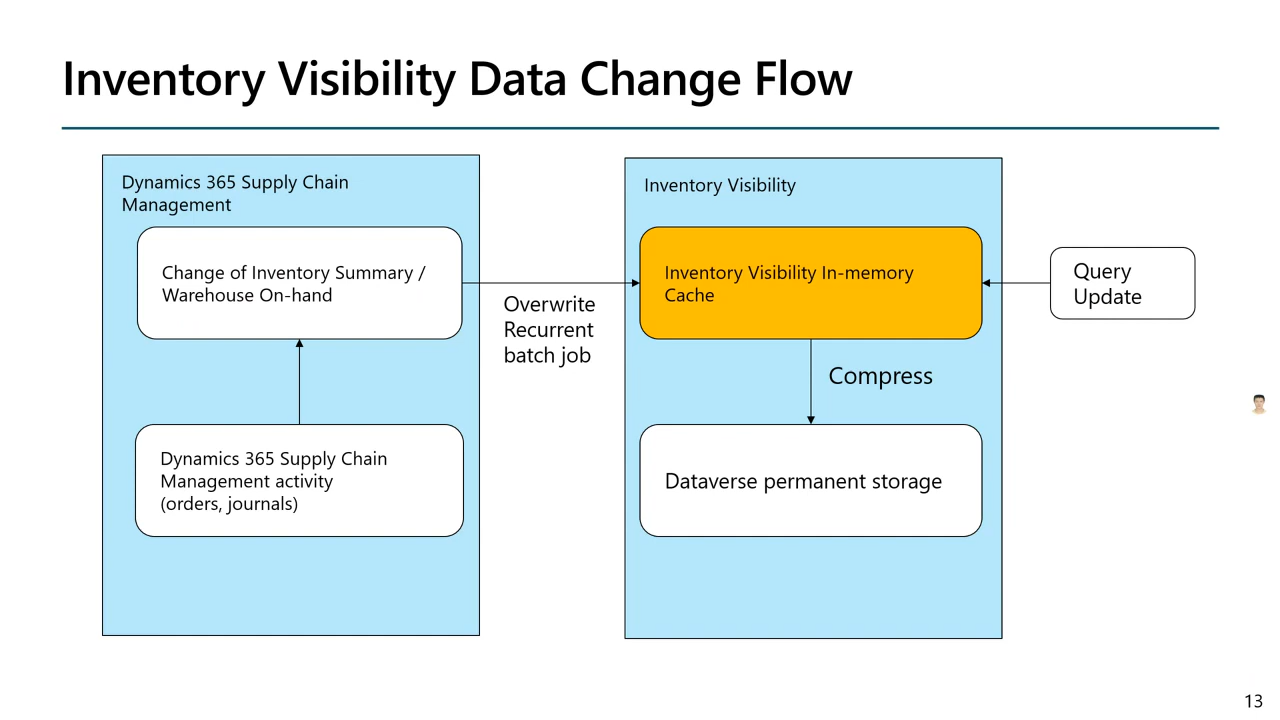 Inventory Visibility Data Change Flow
Dynamics 365 Supply Chain
Management
Change of Inventory Summary /
Warehouse On-hand
Dynamics 365 Supply Chain
Management activity
(orders, journals)
Overwrite
Recurrent
batch job
Inventory Visibility
Inventory Visibility In-memory
Cache
Compress
Dataverse permanent storage
Query
Update
13